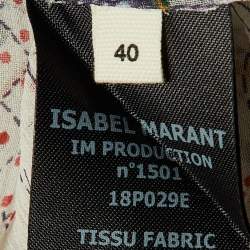 40
ISABEL MARANT
IM PRODUCTION
n°1501
18P029E
TISSU FABRIC